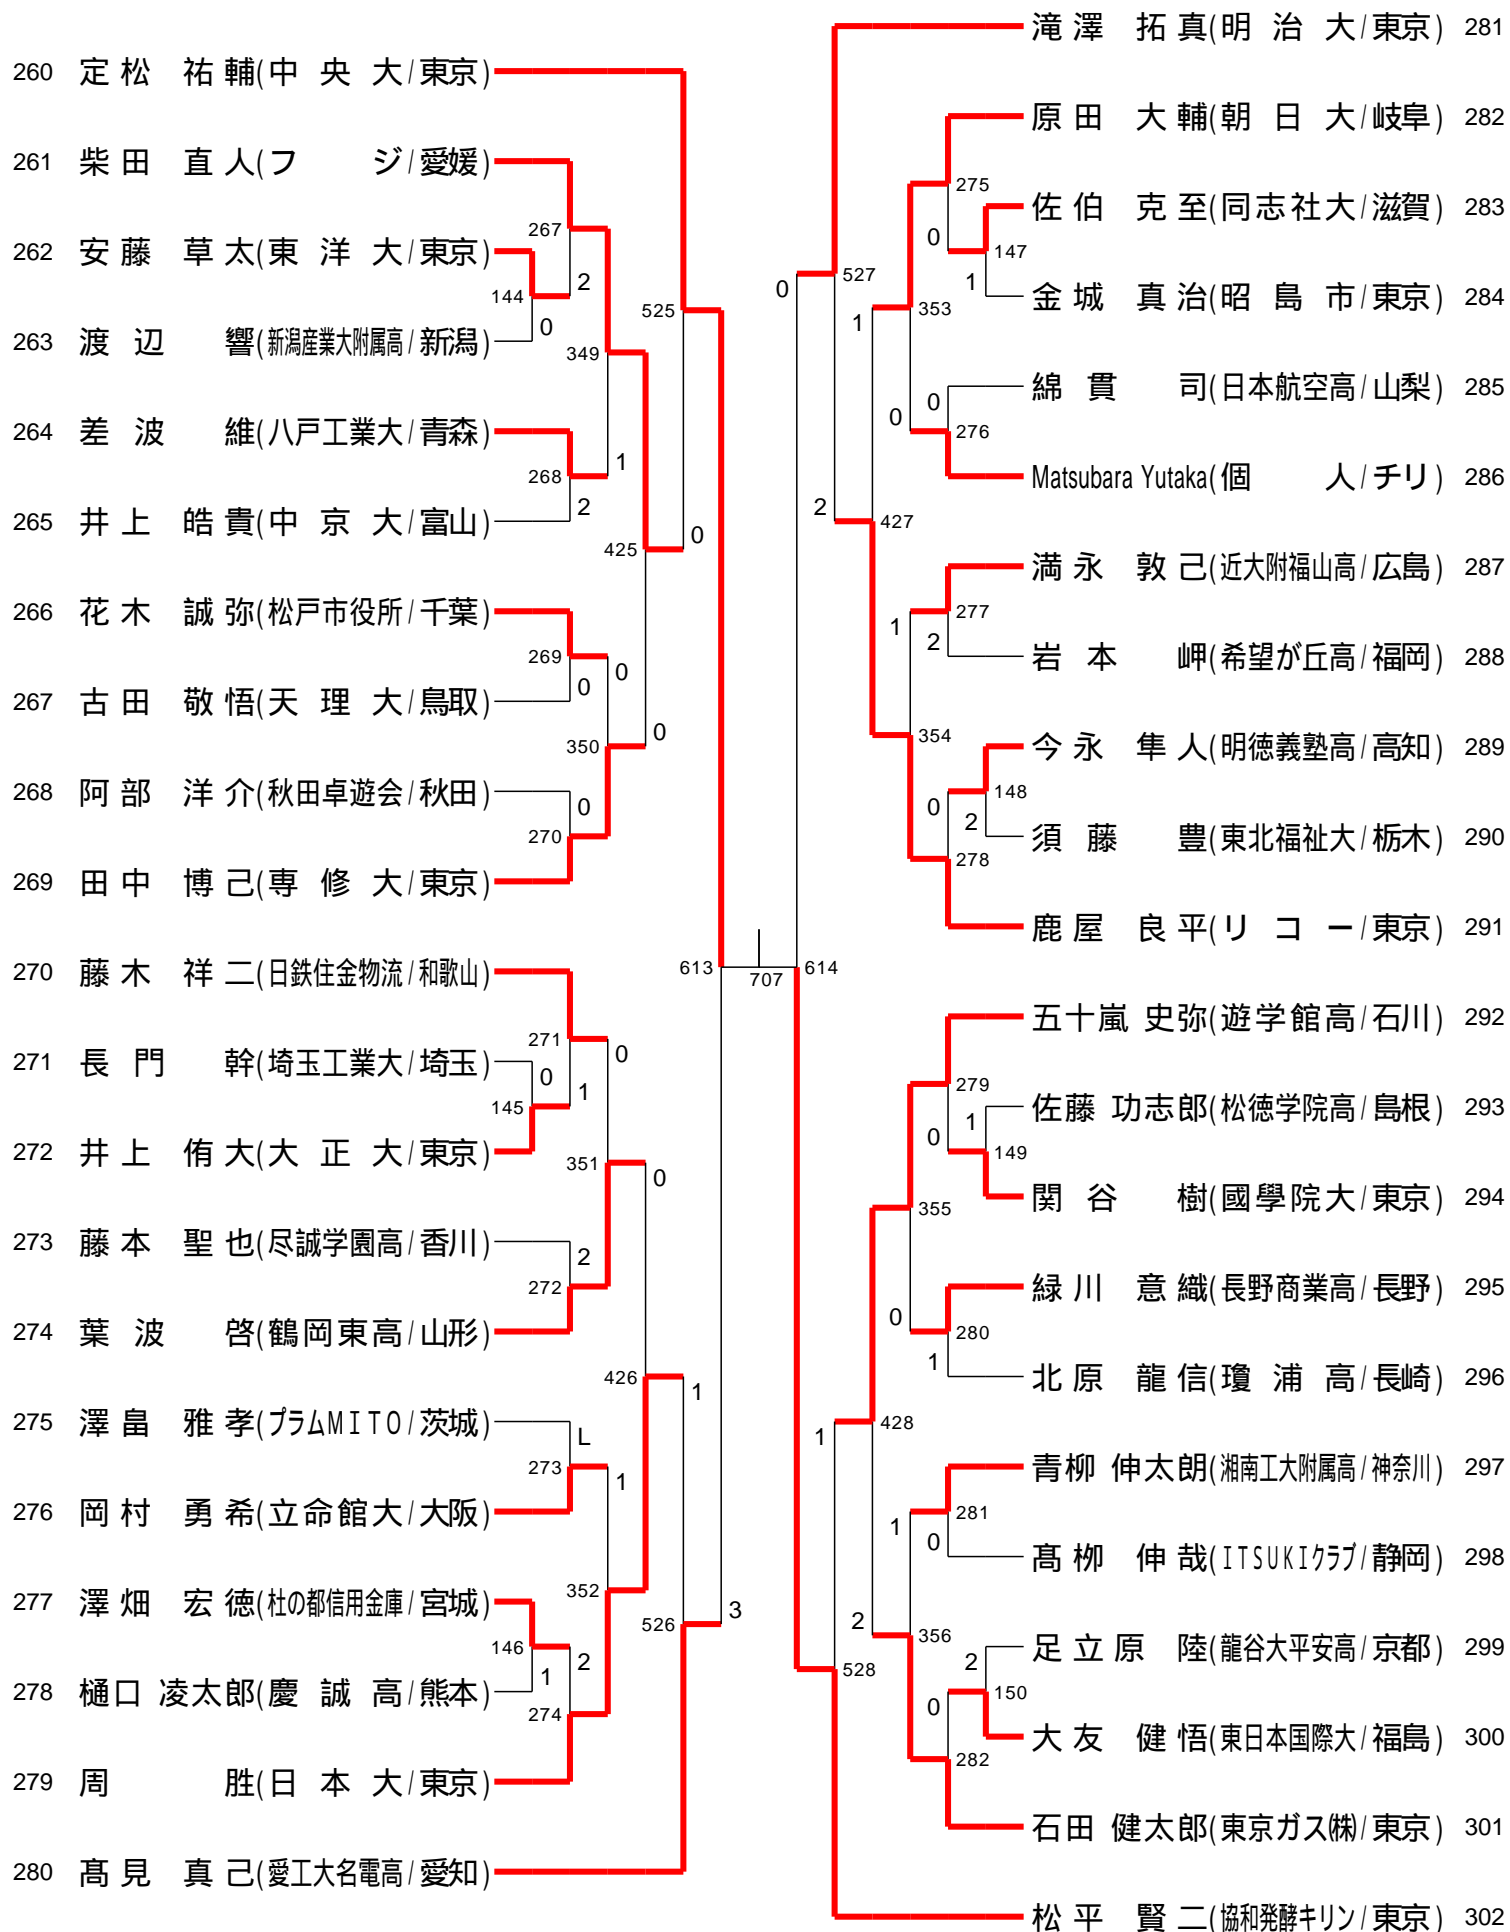 260 定松 祐輔(中央大/東京)
261 柴田 直人(フジ/愛媛)
262 安藤 草太(東洋大/東京)
263 渡辺 響(新潟産業大附属高/新潟)
264 差波 維(八戸工業大/青森)
265 井上 皓貴(中京大/富山)
266 花木 誠弥(松戸市役所/千葉)
267 古田 敬悟(天理大/鳥取)
268 阿部 洋介(秋田卓遊会/秋田)
269 田中 博己(専修大/東京)
270 藤木 祥二(日鉄住金物流/和歌山)
271 長門 幹(埼玉工業大/埼玉)
272 井上 侑大(大正大/東京)
273 藤本 聖也(尽誠学園高/香川)
274 葉波 啓(鶴岡東高/山形)
275 澤畠 雅孝(プラムMITO/茨城)
276 岡村 勇希(立命館大/大阪)
277 澤畑 宏徳(杜の都信用金庫/宮城)
278 樋口 凌太郎(慶誠高/熊本)
279 周 胜(日本大/東京)
280 髙見 真己(愛工大名電高/愛知)
267
144
2
0
349
268
2
1
425
525
0
269
0
0
350
0
270
0
271
0
0
1
145
351
0
2
272
426
1
L
273
1
352
146
1
2
274
526
3
613
707
614
滝澤 拓真(明治大/東京) 281
原田 大輔(朝日大/岐阜) 282
佐伯 克至(同志社大/滋賀) 283
金城 真治(昭島市/東京) 284
綿貫 司(日本航空高/山梨) 285
Matsubara Yutaka(個人/チリ) 286
満永 敦己(近大附福山高/広島) 287
岩本 岬(希望が丘高/福岡) 288
今永 隼人(明徳義塾高/高知) 289
須藤 豊(東北福祉大/栃木) 290
鹿屋 良平(リコー/東京) 291
五十嵐 史弥(遊学館高/石川) 292
佐藤 功志郎(松徳学院高/島根) 293
関谷 樹(國學院大/東京) 294
緑川 意織(長野商業高/長野) 295
北原 龍信(瓊浦高/長崎) 296
青柳 伸太朗(湘南工大附属高/神奈川) 297
髙栁 伸哉(ITSUKIクラブ/静岡) 298
足立原 陸(龍谷大平安高/京都) 299
大友 健悟(東日本国際大/福島) 300
石田 健太郎(東京ガス㈱/東京) 301
松平 賢二(協和発酵キリン/東京) 302
275
0
147
1
0
527
1
353
0
0
276
2
427
277
1
2
354
0
148
2
278
279
1
0
149
355
0
280
1
1
428
281
1
0
2
356
2
150
0
528
282